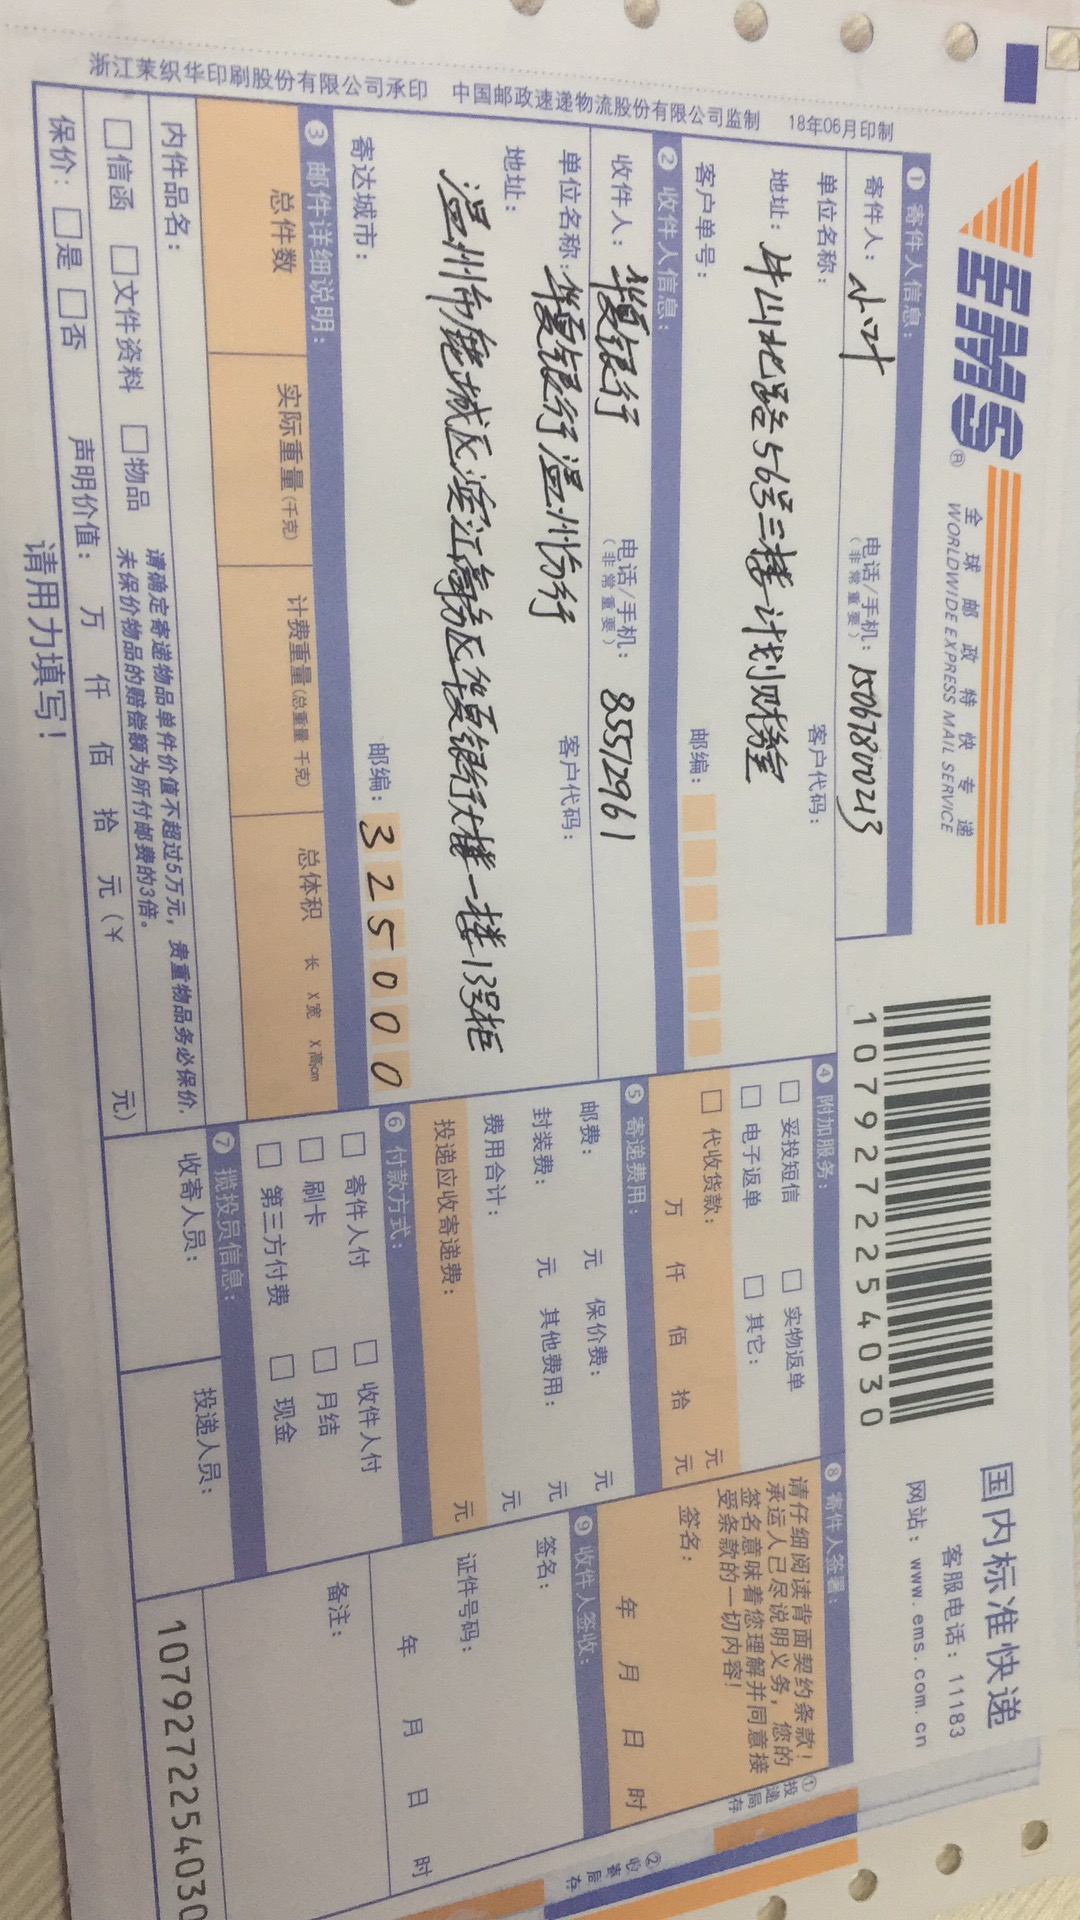 EMS®
全球邮政特快专递
WORLDWIDE EXPRESS MAIL SERVICE
1079272254030
国内标准快递
客服电话：11183
网站：www.ems.com.cn
浙江茉织华印刷股份有限公司承印 中国邮政速递物流股份有限公司监制 18年06月印制
① 寄件人信息：
寄件人：小叶 电话/手机：15067800213
（非常重要）
单位名称： 客户代码：
地址：牛山北路56号三楼计划财务室
客户单号： 邮编：
② 收件人信息：
收件人：华夏银行 电话/手机：85512961
（非常重要）
单位名称：华夏银行温州分行 客户代码：
地址：
温州市鹿城区滨江商务区华夏银行大楼一楼13号柜
寄达城市： 邮编：325000
③ 邮件详细说明：
总件数 实际重量(千克) 计费重量(总重量 千克) 总体积 长 X宽 X高cm
内件品名：
□信函 □文件资料 □物品
请确定寄递物品单件价值不超过5万元，贵重物品务必保价，
未保价物品的赔偿额为所付邮费的3倍。
保价：□是 □否 声明价值： 万 仟 佰 拾 元（￥ 元）
请用力填写！
④ 附加服务：
□ 妥投短信 □ 实物返单
□ 电子返单 □ 其它：
□ 代收货款：
万 仟 佰 拾 元 元
⑤ 寄递费用：
邮费： 元 保价费： 元
封装费： 元 其他费用： 元
费用合计： 元
投递应收寄递费： 元
⑥ 付款方式：
□ 寄件人付 □ 收件人付
□ 刷卡 □ 月结
□ 第三方付费 □ 现金
⑦ 揽投员信息：
收寄人员： 投递人员：
⑧ 寄件人签署：
请仔细阅读背面契约条款！
承运人已尽说明义务，您的
签名意味着您理解并同意接
受条款的一切内容！
签名：
年 月 日 时
⑨ 收件人签收：
签名：
证件号码：
年 月 日 时
备注：
1079272254030
① 投递局存
② 收寄局存